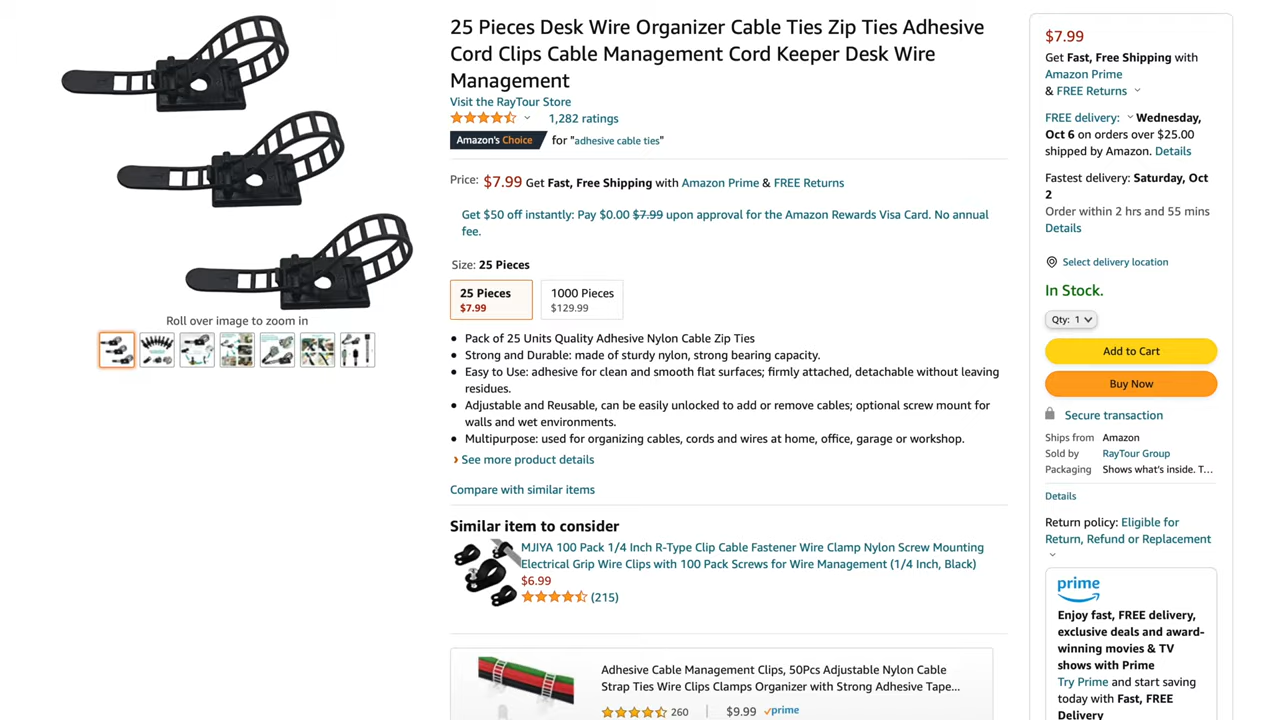 25 Pieces Desk Wire Organizer Cable Ties Zip Ties Adhesive
Cord Clips Cable Management Cord Keeper Desk Wire
Management
Visit the RayTour Store
1,282 ratings
Amazon's Choice for "adhesive cable ties"
Price: $7.99 Get Fast, Free Shipping with Amazon Prime & FREE Returns
Get $50 off instantly: Pay $0.00 $7.99 upon approval for the Amazon Rewards Visa Card. No annual
fee.
Size: 25 Pieces
25 Pieces
$7.99
1000 Pieces
$129.99
Roll over image to zoom in
• Pack of 25 Units Quality Adhesive Nylon Cable Zip Ties
• Strong and Durable: made of sturdy nylon, strong bearing capacity.
• Easy to Use: adhesive for clean and smooth flat surfaces; firmly attached, detachable without leaving
residues.
• Adjustable and Reusable, can be easily unlocked to add or remove cables; optional screw mount for
walls and wet environments.
• Multipurpose: used for organizing cables, cords and wires at home, office, garage or workshop.
› See more product details
Compare with similar items
Similar item to consider
MJIYA 100 Pack 1/4 Inch R-Type Clip Cable Fastener Wire Clamp Nylon Screw Mounting
Electrical Grip Wire Clips with 100 Pack Screws for Wire Management (1/4 Inch, Black)
$6.99
(215)
Adhesive Cable Management Clips, 50Pcs Adjustable Nylon Cable
Strap Ties Wire Clips Clamps Organizer with Strong Adhesive Tape...
260 | $9.99 prime
$7.99
Get Fast, Free Shipping with
Amazon Prime
& FREE Returns
FREE delivery: Wednesday,
Oct 6 on orders over $25.00
shipped by Amazon. Details
Fastest delivery: Saturday, Oct
2
Order within 2 hrs and 55 mins
Details
Select delivery location
In Stock.
Qty: 1
Add to Cart
Buy Now
Secure transaction
Ships from Amazon
Sold by RayTour Group
Packaging Shows what's inside. T...
Details
Return policy: Eligible for
Return, Refund or Replacement
prime
Enjoy fast, FREE delivery,
exclusive deals and award-
winning movies & TV
shows with Prime
Try Prime and start saving
today with Fast, FREE
Delivery